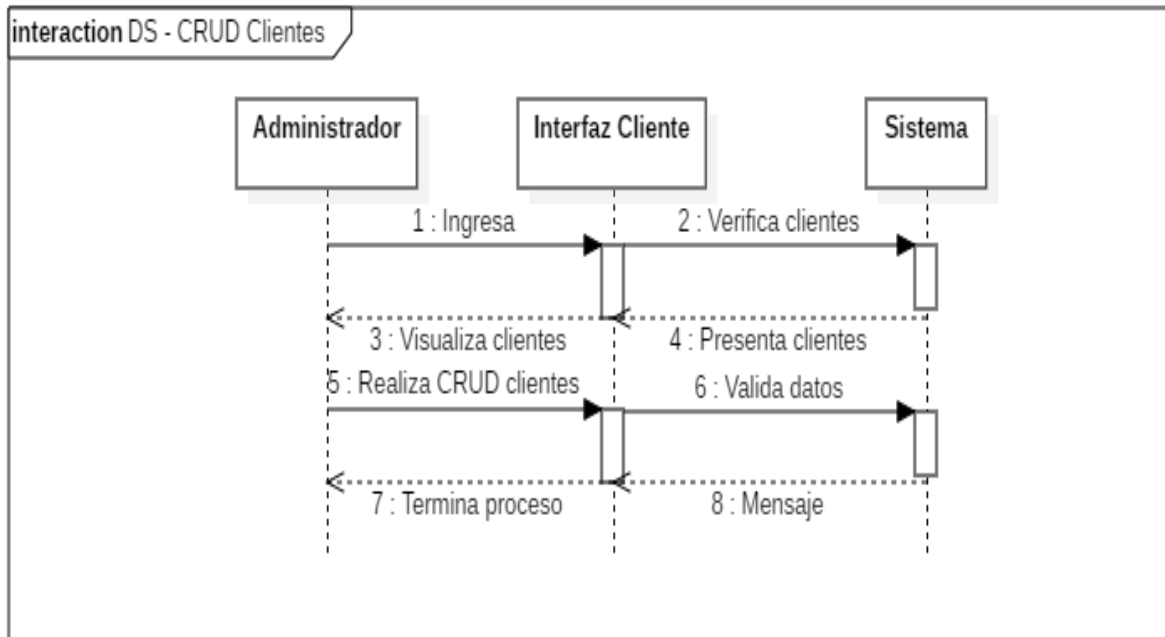 interaction DS - CRUD Clientes
Administrador
Interfaz Cliente
Sistema
1 : Ingresa
2 : Verifica clientes
3 : Visualiza clientes
4 : Presenta clientes
5 : Realiza CRUD clientes
6 : Valida datos
7 : Termina proceso
8 : Mensaje